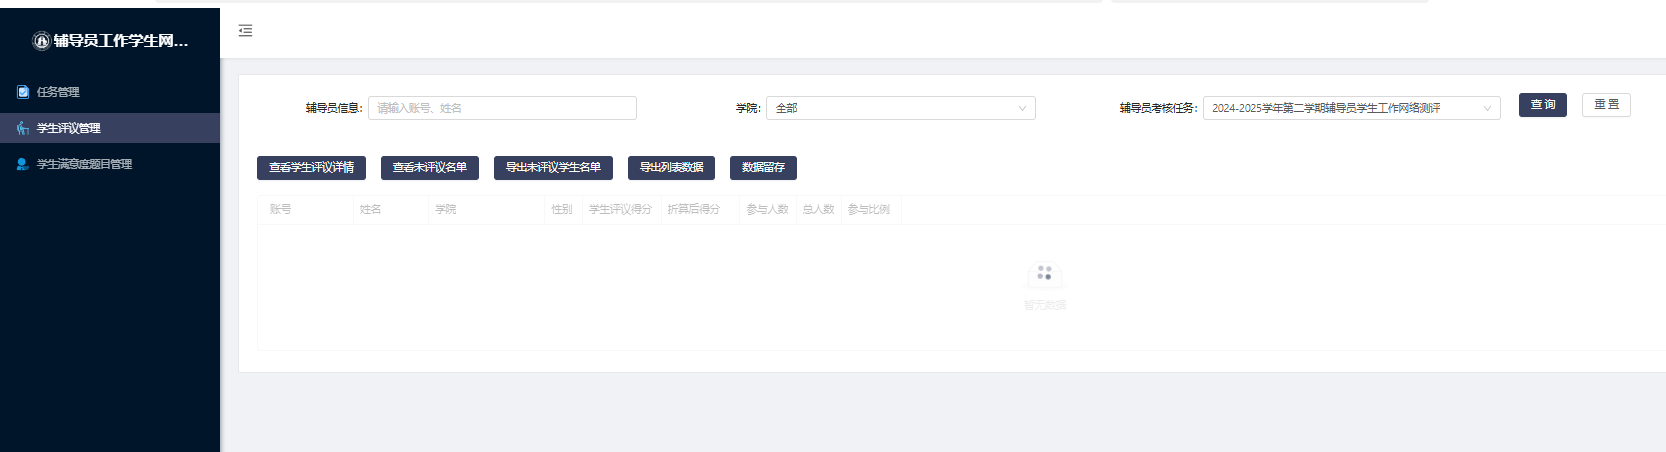 辅导员工作学生网...
任务管理
学生评议管理
学生满意度题目管理
辅导员信息: 请输入账号、姓名
学院: 全部
辅导员考核任务: 2024-2025学年第二学期辅导员学生工作网络测评
查询
重置
查看学生评议详情
查看未评议名单
导出未评议学生名单
导出列表数据
数据留存
账号 姓名 学院 性别 学生评议得分 折算后得分 参与人数 总人数 参与比例
暂无数据